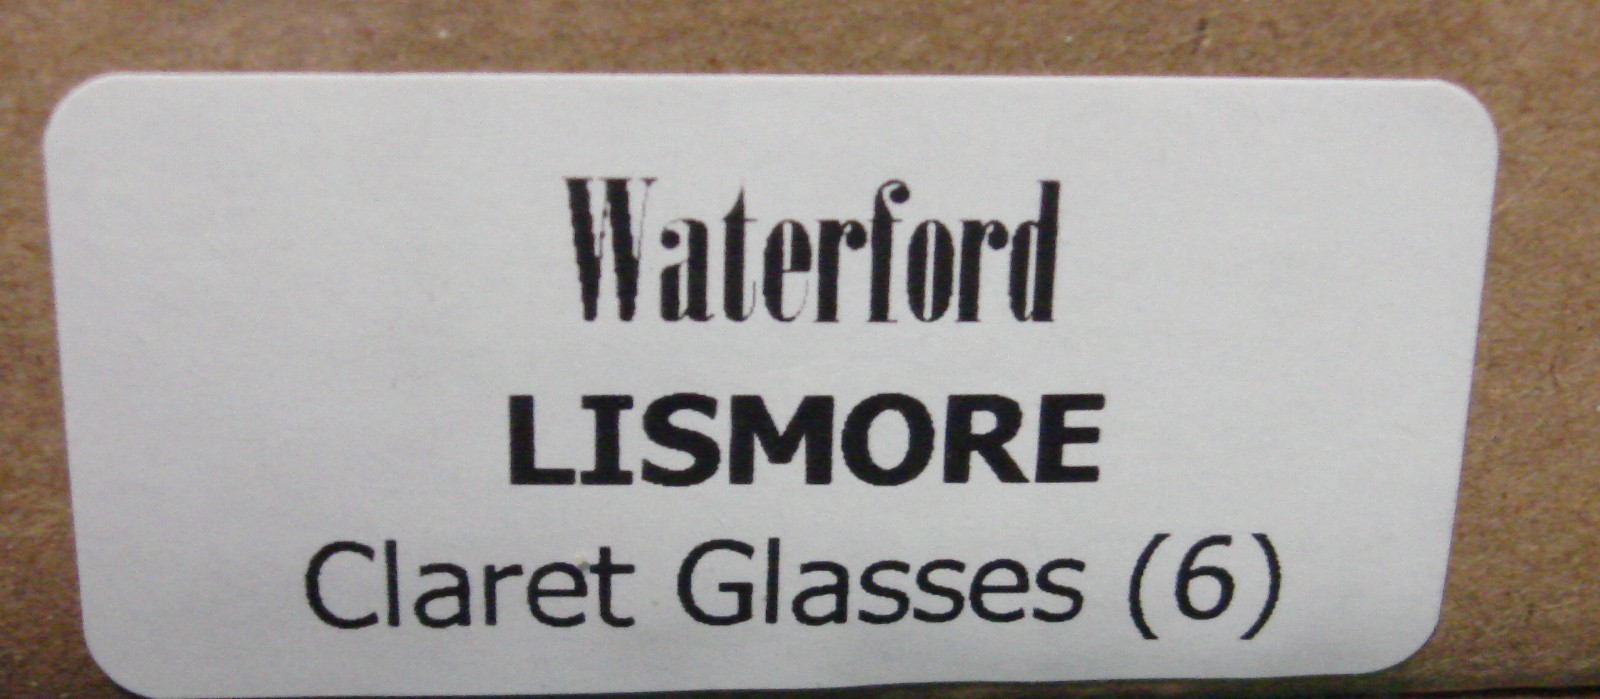 Waterford
LISMORE
Claret Glasses (6)